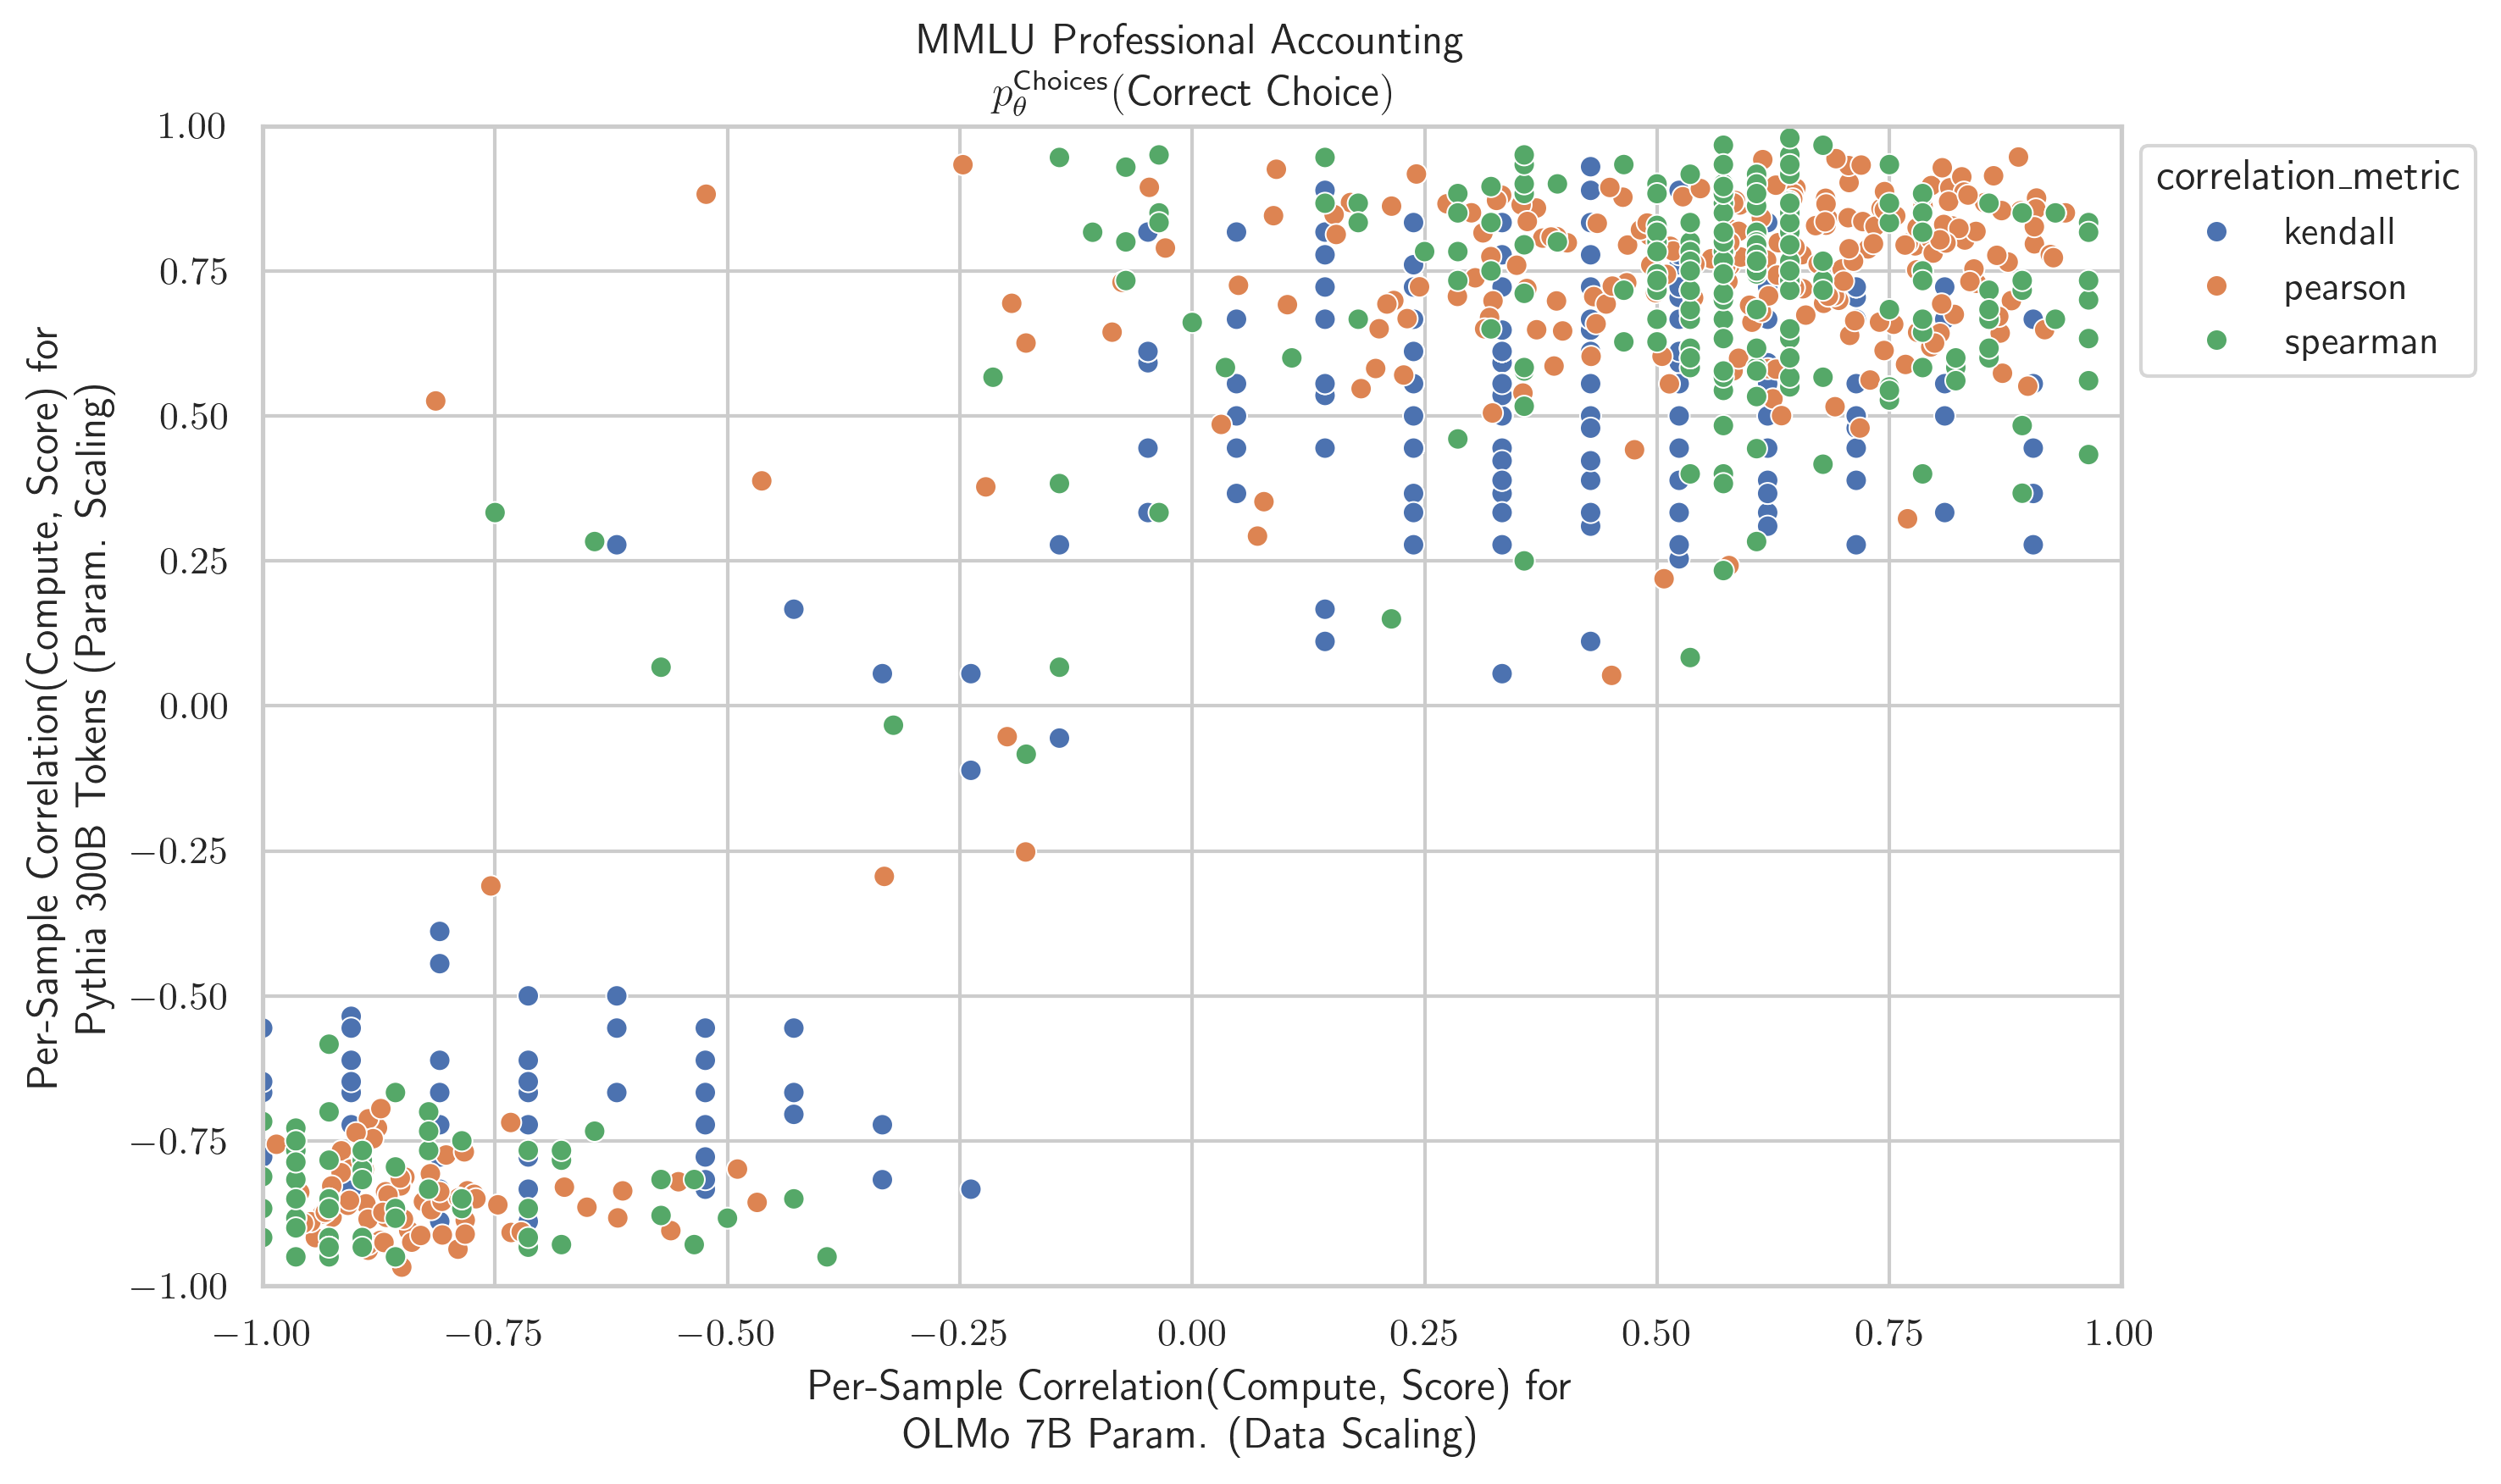 MMLU Professional Accounting
$p_{\theta}^{\text{Choices}}$(Correct Choice)
Per-Sample Correlation(Compute, Score) for
Pythia 300B Tokens (Param. Scaling)
1.00
0.75
0.50
0.25
0.00
−0.25
−0.50
−0.75
−1.00
correlation_metric
kendall
pearson
spearman
−1.00 −0.75 −0.50 −0.25 0.00 0.25 0.50 0.75 1.00
Per-Sample Correlation(Compute, Score) for
OLMo 7B Param. (Data Scaling)